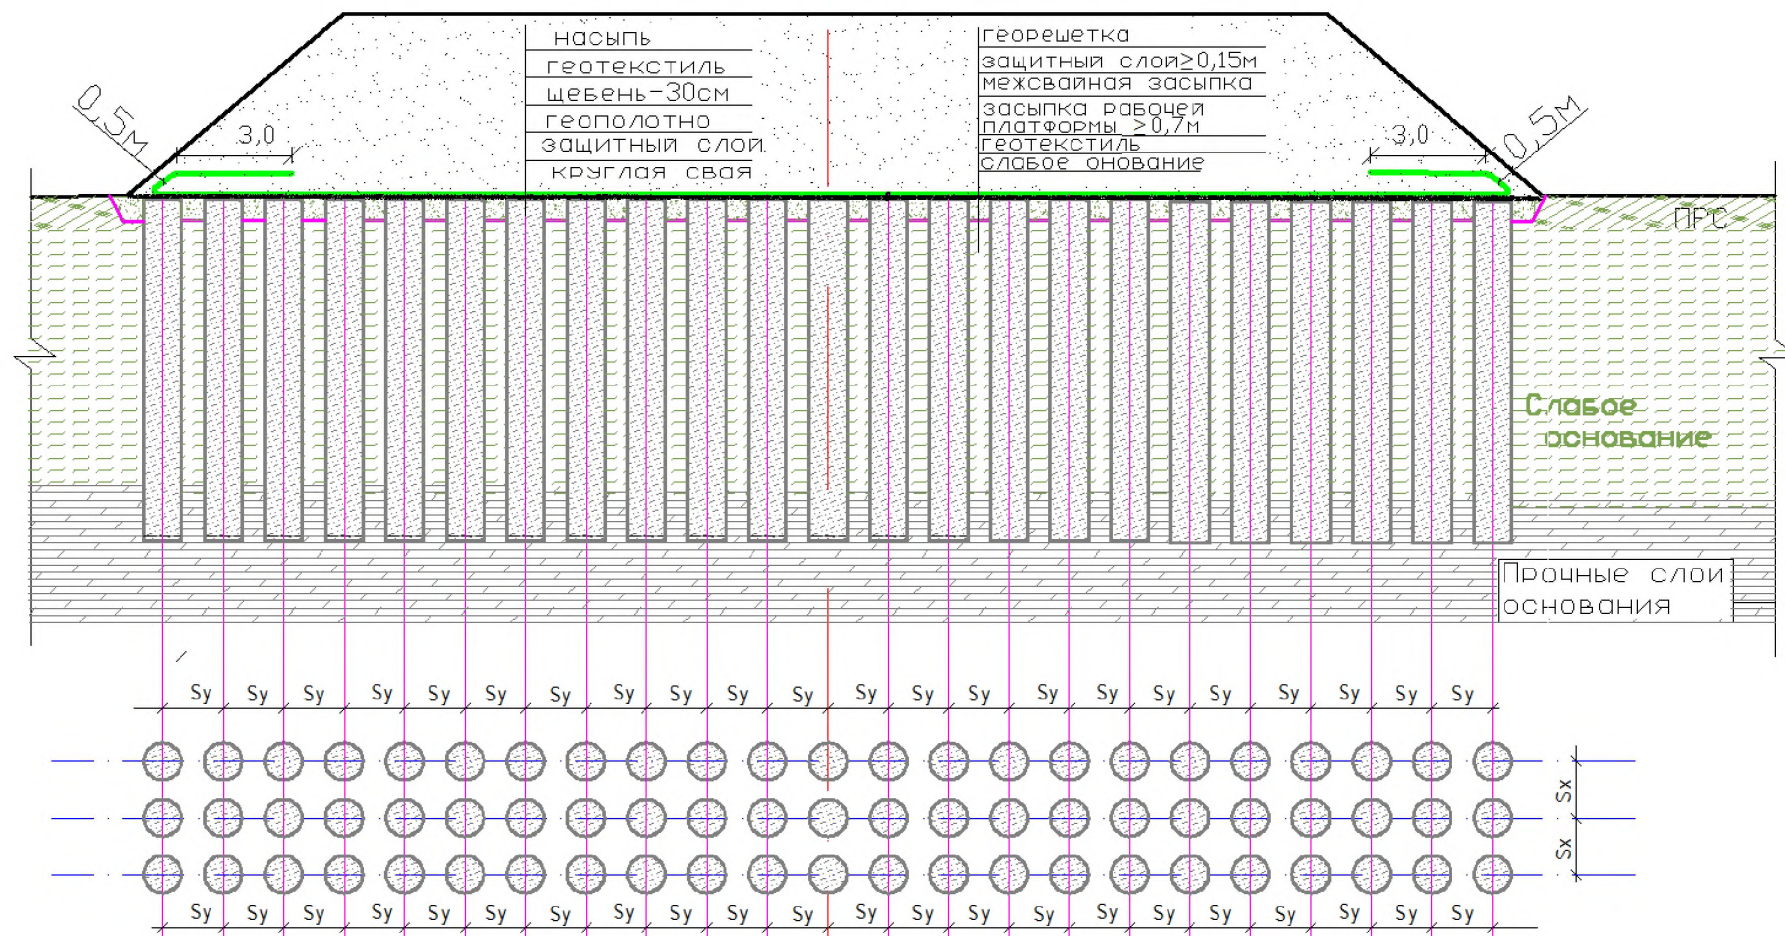 насыпь
геотекстиль
щебень-30см
геополотно
защитный слой
круглая свая
георешетка
защитный слой≥0,15м
межсвайная засыпка
засыпка рабочей
платформы ≥0,7м
геотекстиль
слабое онование
0,5м
3,0
3,0
0,5м
ПРС
Слабое
основание
Прочные слои
основания
Sy Sy Sy Sy Sy Sy Sy Sy Sy Sy Sy Sy Sy Sy Sy Sy Sy Sy Sy Sy Sy Sy
Sx
Sx
Sy Sy Sy Sy Sy Sy Sy Sy Sy Sy Sy Sy Sy Sy Sy Sy Sy Sy Sy Sy Sy Sy